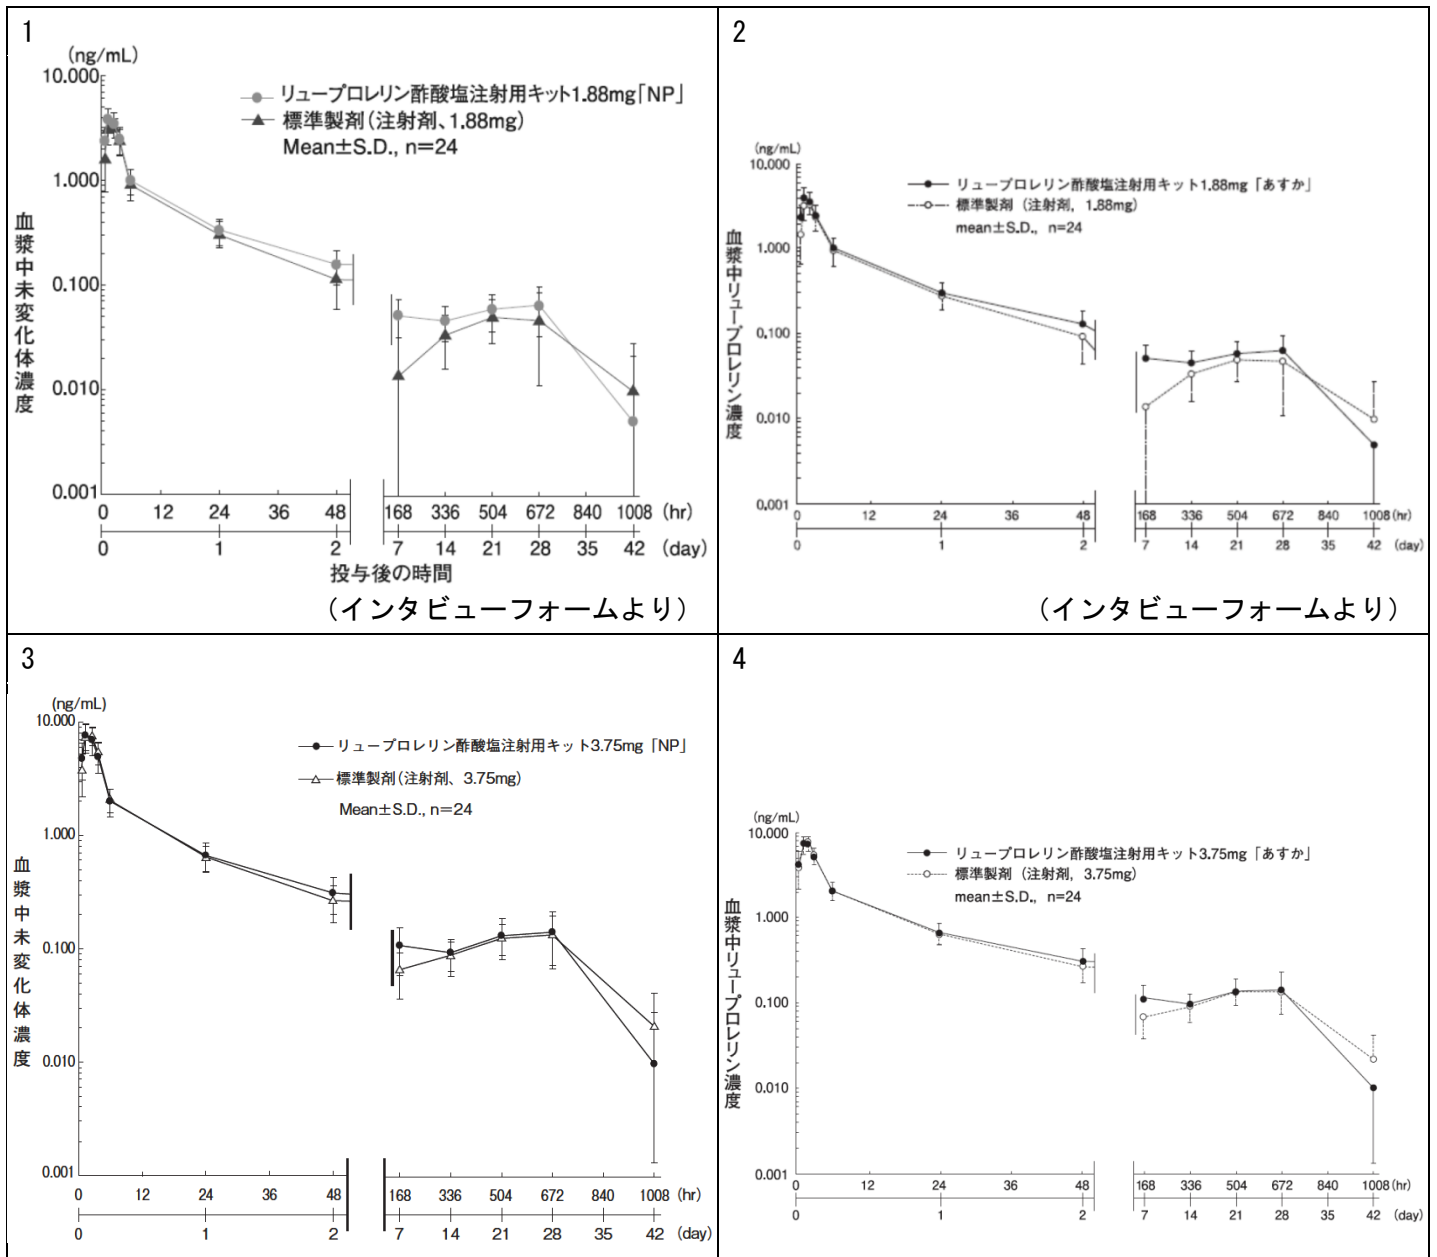 1
(ng/mL)
10.000
1.000
0.100
0.010
0.001
リュープロレリン酢酸塩注射用キット1.88mg「NP」
標準製剤(注射剤、1.88mg)
Mean±S.D., n=24
血漿中未変化体濃度
0 12 24 36 48 168 336 504 672 840 1008 (hr)
0 1 2 7 14 21 28 35 42 (day)
投与後の時間
(インタビューフォームより)
2
(ng/mL)
10.000
1.000
0.100
0.010
0.001
リュープロレリン酢酸塩注射用キット1.88mg「あすか」
標準製剤(注射剤, 1.88mg)
mean±S.D., n=24
血漿中リュープロレリン濃度
0 12 24 36 48 168 336 504 672 840 1008 (hr)
0 1 2 7 14 21 28 35 42 (day)
(インタビューフォームより)
3
(ng/mL)
10.000
1.000
0.100
0.010
0.001
リュープロレリン酢酸塩注射用キット3.75mg「NP」
標準製剤(注射剤、3.75mg)
Mean±S.D., n=24
血漿中未変化体濃度
0 12 24 36 48 168 336 504 672 840 1008 (hr)
0 1 2 7 14 21 28 35 42 (day)
4
(ng/mL)
10.000
1.000
0.100
0.010
0.001
リュープロレリン酢酸塩注射用キット3.75mg「あすか」
標準製剤(注射剤, 3.75mg)
mean±S.D., n=24
血漿中リュープロレリン濃度
0 12 24 36 48 168 336 504 672 840 1008 (hr)
0 1 2 7 14 21 28 35 42 (day)